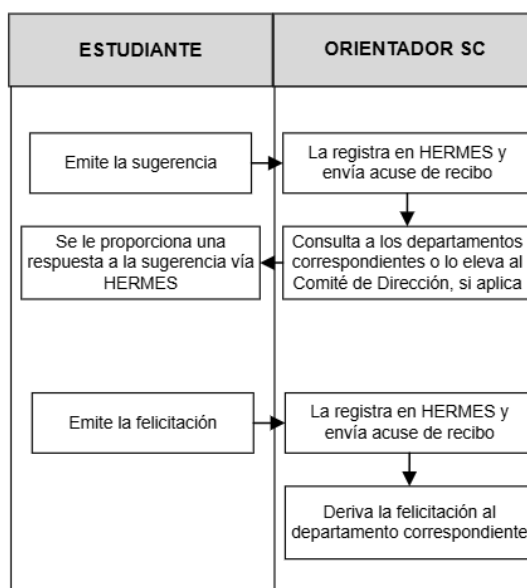 ESTUDIANTE
ORIENTADOR SC
Emite la sugerencia
La registra en HERMES y
envía acuse de recibo
Se le proporciona una
respuesta a la sugerencia vía
HERMES
Consulta a los departamentos
correspondientes o lo eleva al
Comité de Dirección, si aplica
Emite la felicitación
La registra en HERMES y
envía acuse de recibo
Deriva la felicitación al
departamento correspondiente